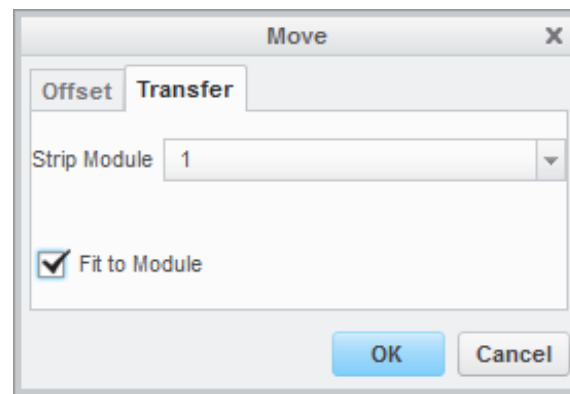 Move
Offset Transfer
Strip Module 1
Fit to Module
OK Cancel